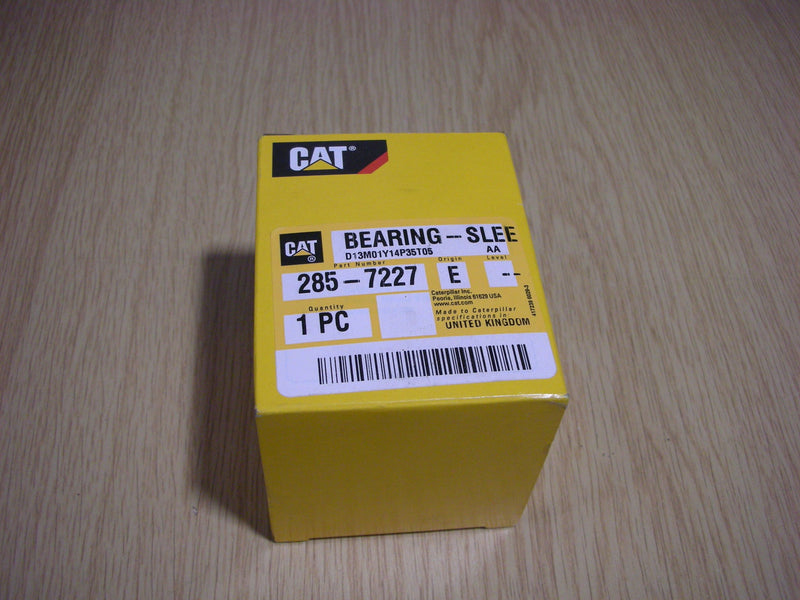 CAT®
CAT®
BEARING - SLEE
D13M01Y14P35T05
AA
Part Number
Origin
Level
285-7227
E
--
Quantity
1 PC
Caterpillar Inc.
Peoria, Illinois 61629 USA
www.cat.com
Made to Caterpillar
specifications in
UNITED KINGDOM